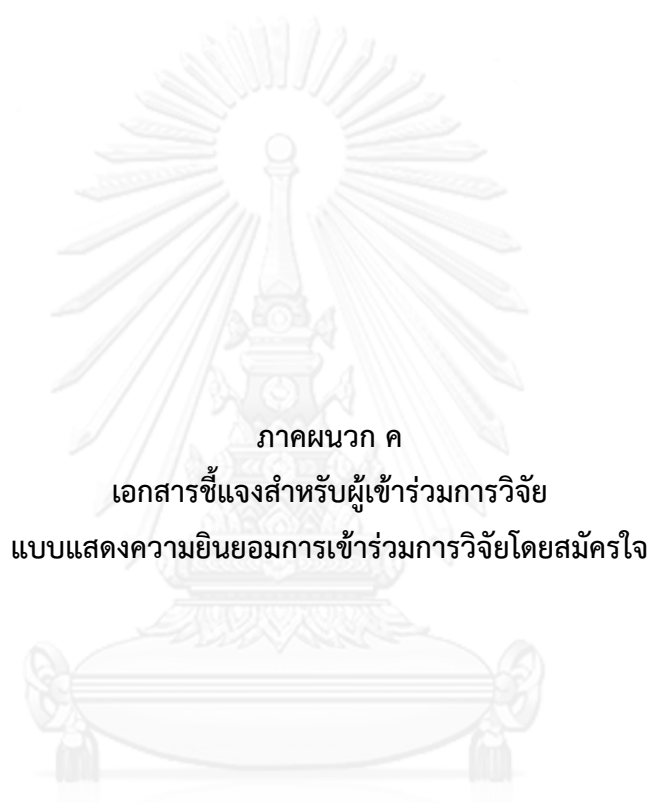 ภาคผนวก ค
เอกสารชี้แจงสำหรับผู้เข้าร่วมการวิจัย
แบบแสดงความยินยอมการเข้าร่วมการวิจัยโดยสมัครใจ